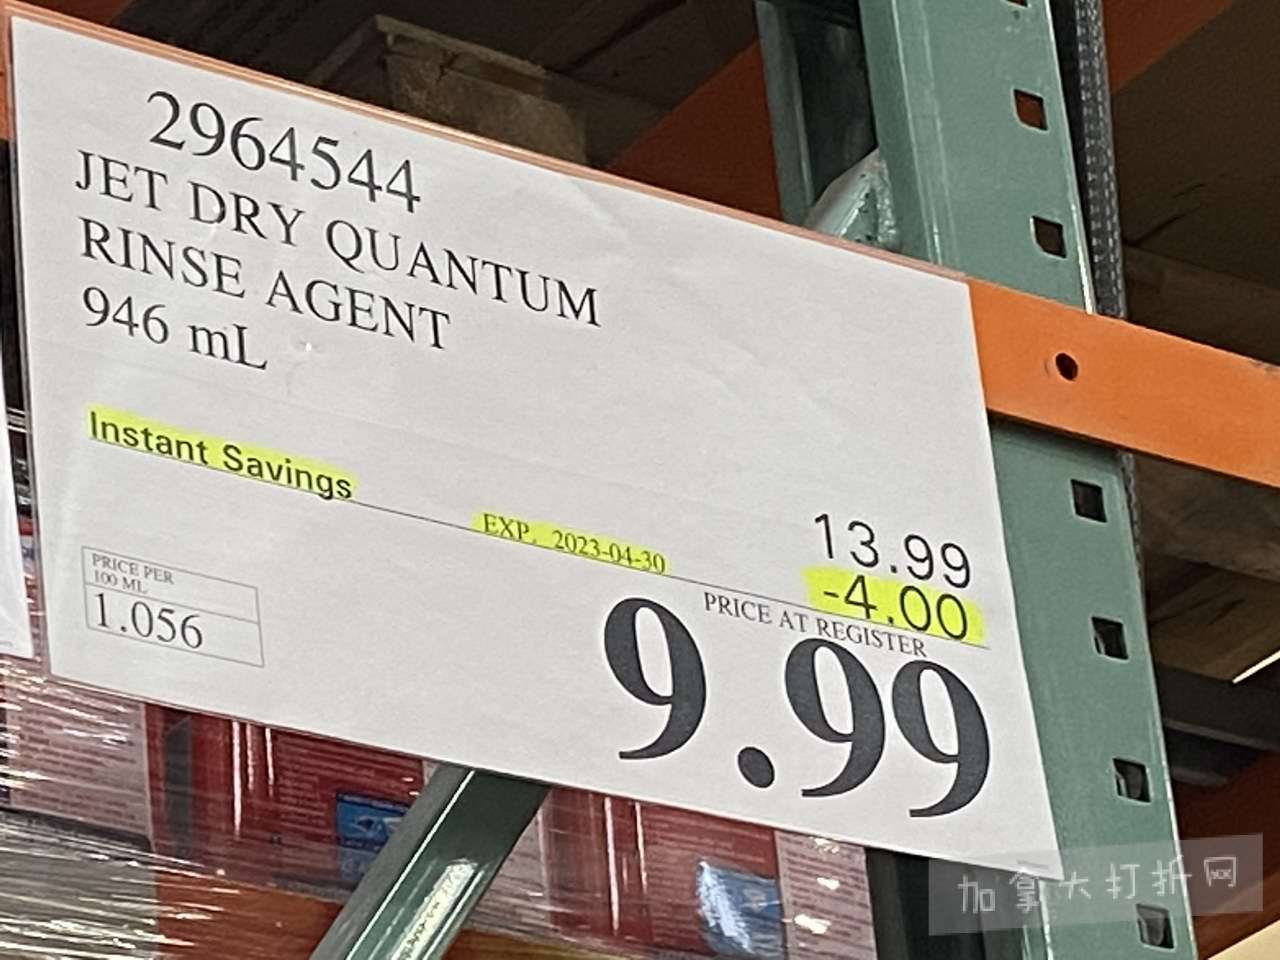 2964544
JET DRY QUANTUM
RINSE AGENT
946 mL
Instant Savings
EXP. 2023-04-30
13.99
-4.00
PRICE AT REGISTER
9.99
PRICE PER
100 ML
1.056
加拿大打折网